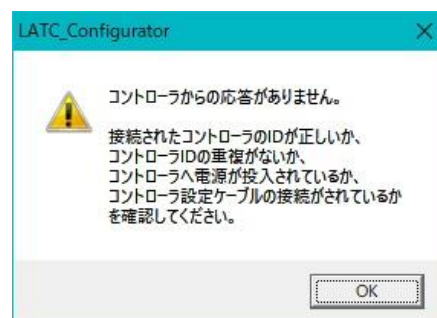 LATC_Configurator
コントローラからの応答がありません。
接続されたコントローラのIDが正しいか、
コントローラIDの重複がないか、
コントローラへ電源が投入されているか、
コントローラ設定ケーブルの接続がされているか
を確認してください。
OK